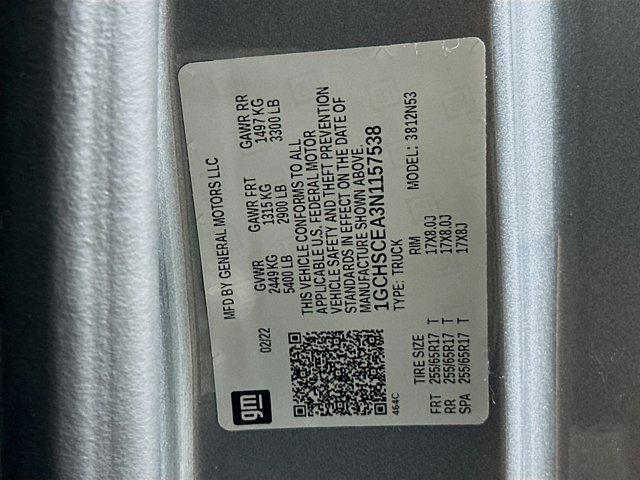 gm
MFD BY GENERAL MOTORS LLC
02/22
GVWR GAWR FRT GAWR RR
2449 KG 1315 KG 1497 KG
5400 LB 2900 LB 3300 LB
THIS VEHICLE CONFORMS TO ALL
APPLICABLE U.S. FEDERAL MOTOR
VEHICLE SAFETY AND THEFT PREVENTION
STANDARDS IN EFFECT ON THE DATE OF
MANUFACTURE SHOWN ABOVE.
1GCHSCEA3N1157538
464C
TYPE: TRUCK MODEL: 3812N53
TIRE SIZE RIM
FRT 255/65R17 T 17X8.0J
RR 255/65R17 T 17X8.0J
SPA 255/65R17 T 17X8J